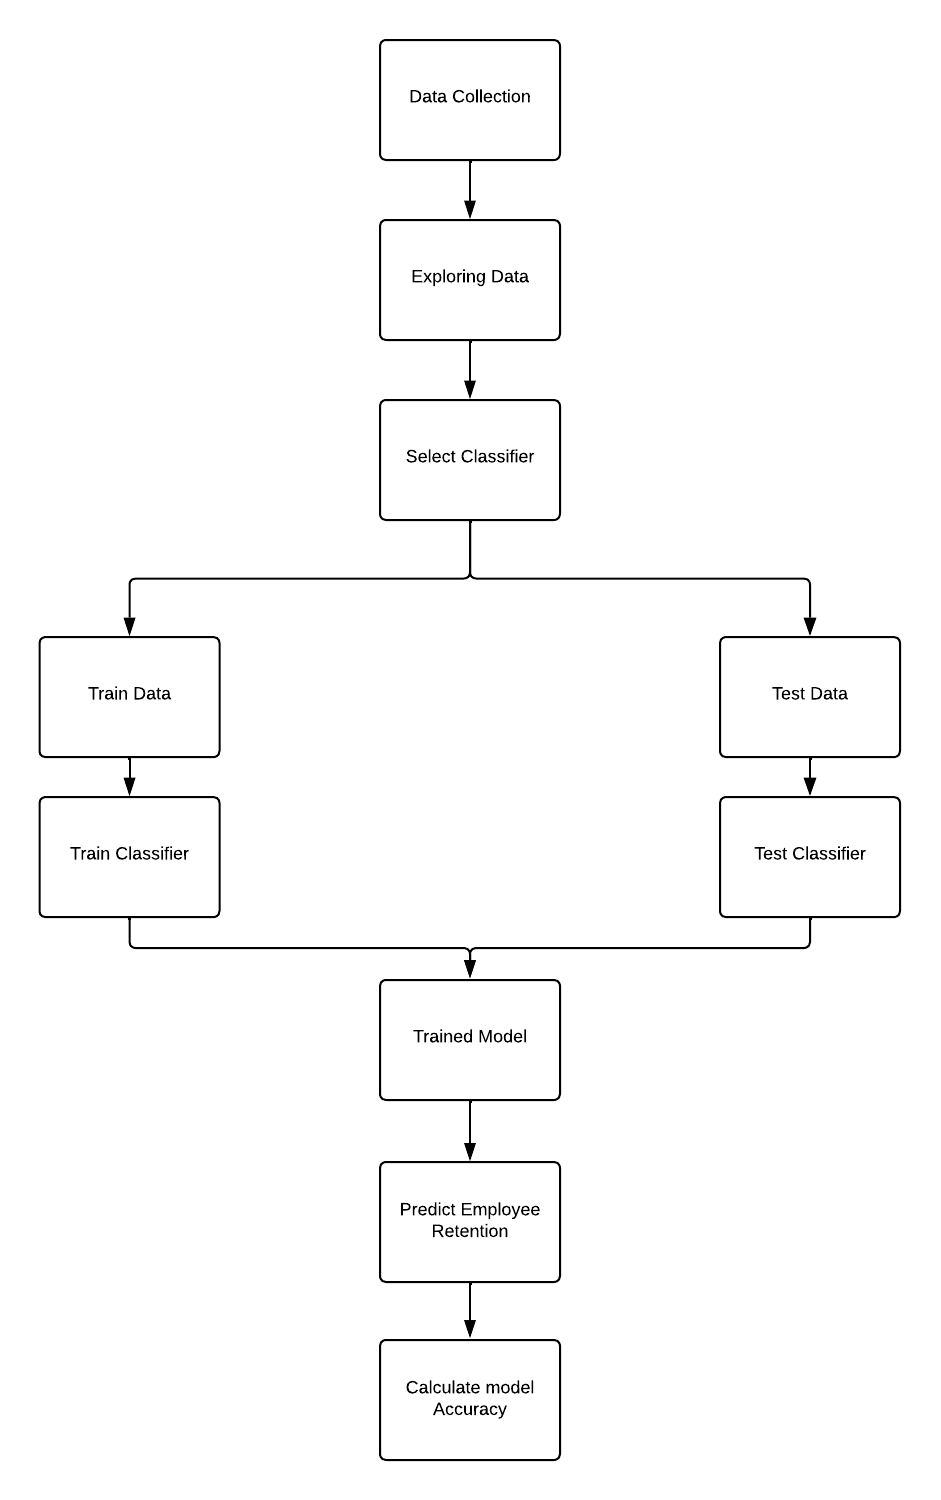 Data Collection
Exploring Data
Select Classifier
Train Data
Test Data
Train Classifier
Test Classifier
Trained Model
Predict Employee
Retention
Calculate model
Accuracy